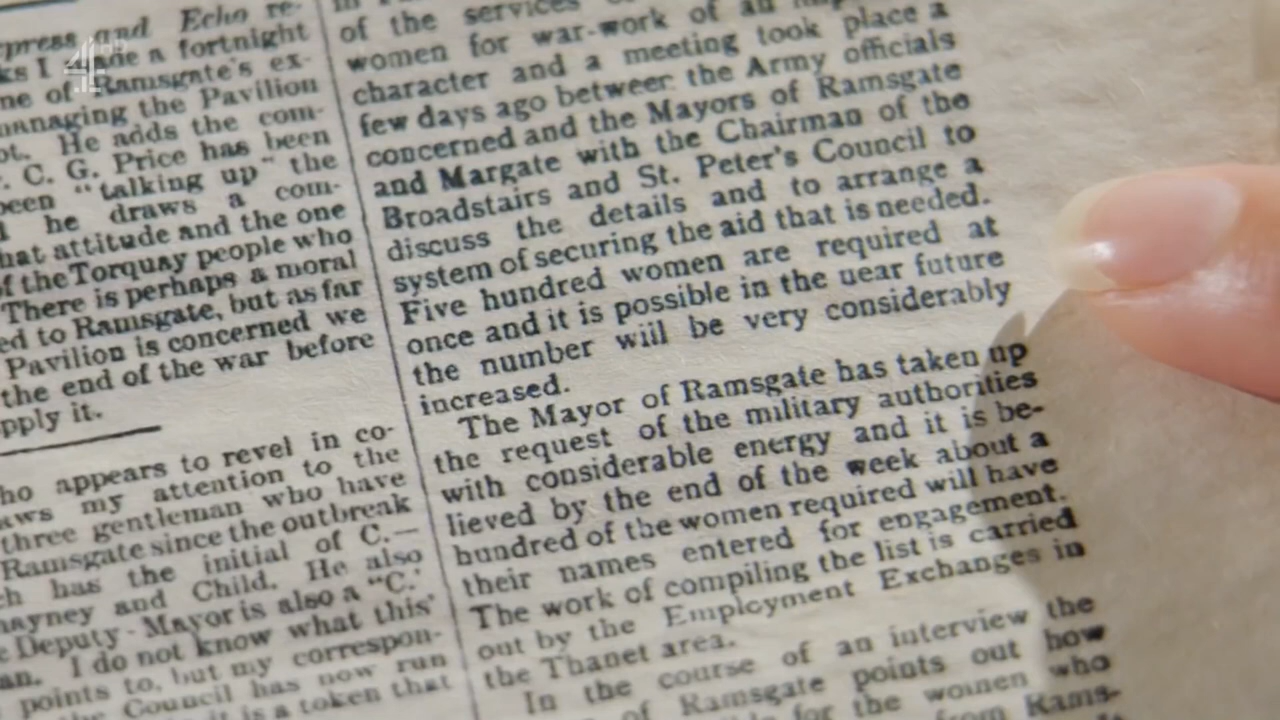 press and Echo re-
ks I made a fortnight
ne of Ramsgate's ex-
managing the Pavilion
ot. He adds the com-
. C. G. Price has been
been "talking up" the
he draws a com-
hat attitude and the one
f the Torquay people who
There is perhaps a moral
ed to Ramsgate, but as far
Pavilion is concerned we
the end of the war before
pply it.
ho appears to revel in co-
aws my attention to the
three gentleman who have
Ramsgate since the outbreak
ch has the initial of C.—
hayney and Child. He also
e Deputy-Mayor is also a "C."
an. I do not know what this
points to, but my correspon-
the Council has now run
it is a token that
of the services
women for war-work of an
character and a meeting took place a
few days ago between the Army officials
concerned and the Mayors of Ramsgate
and Margate with the Chairman of the
Broadstairs and St. Peter's Council to
discuss the details and to arrange a
system of securing the aid that is needed.
Five hundred women are required at
once and it is possible in the uear future
the number will be very considerably
increased.
The Mayor of Ramsgate has taken up
the request of the military authorities
with considerable energy and it is be-
lieved by the end of the week about a
hundred of the women required will have
their names entered for engagement.
The work of compiling the list is carried
out by the Employment Exchanges in
the Thanet area.
In the course of an interview the
of Ramsgate points out how
for the women who
from Rams-
4